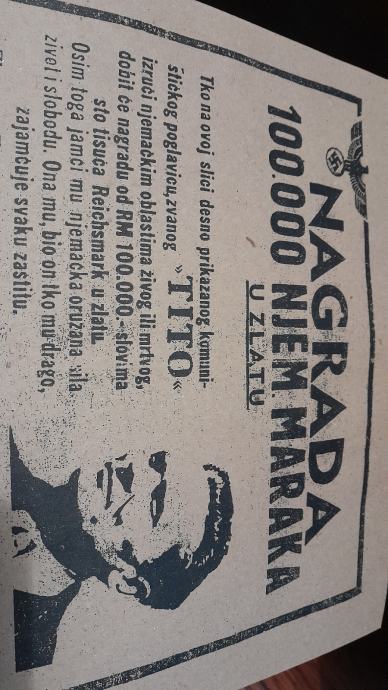 NAGRADA
100.000 NJEM. MARAKA
U ZLATU
Tko na ovoj slici desno prikazanog komuni-
stičkog poglavicu, zvanog »TITO«
izruči njemačkim oblastima živog ili mrtvog,
dobit će nagradu od RM 100.000.- slovima
sto tisuća Reichsmark u zlatu.
Osim toga jamči mu njemačka oružana sila
život i slobodu. Ona mu, bio on tko mu drago,
zajamčuje svaku zaštitu.